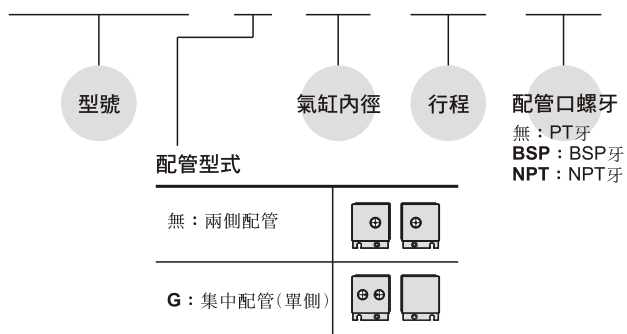 型號
氣缸內徑
行程
配管口螺牙
無：PT牙
BSP：BSP牙
NPT：NPT牙
配管型式
無：兩側配管
G：集中配管(單側)